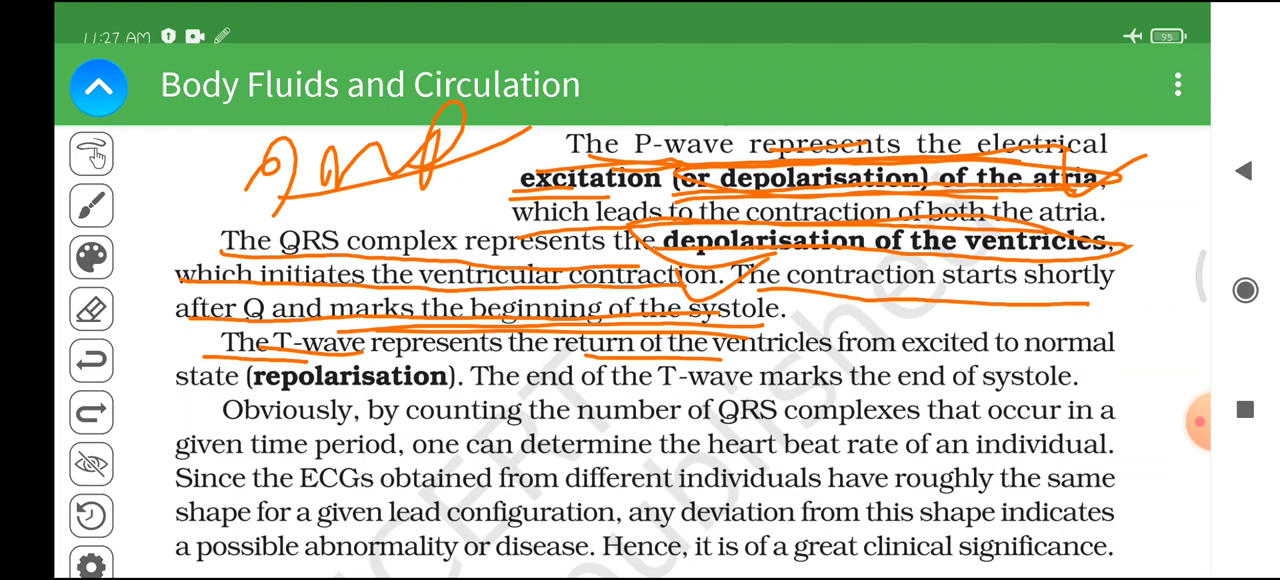 11:27 AM
95
Body Fluids and Circulation
The P-wave represents the electrical
excitation (or depolarisation) of the atria,
which leads to the contraction of both the atria.
The QRS complex represents the depolarisation of the ventricles,
which initiates the ventricular contraction. The contraction starts shortly
after Q and marks the beginning of the systole.
The T-wave represents the return of the ventricles from excited to normal
state (repolarisation). The end of the T-wave marks the end of systole.
Obviously, by counting the number of QRS complexes that occur in a
given time period, one can determine the heart beat rate of an individual.
Since the ECGs obtained from different individuals have roughly the same
shape for a given lead configuration, any deviation from this shape indicates
a possible abnormality or disease. Hence, it is of a great clinical significance.